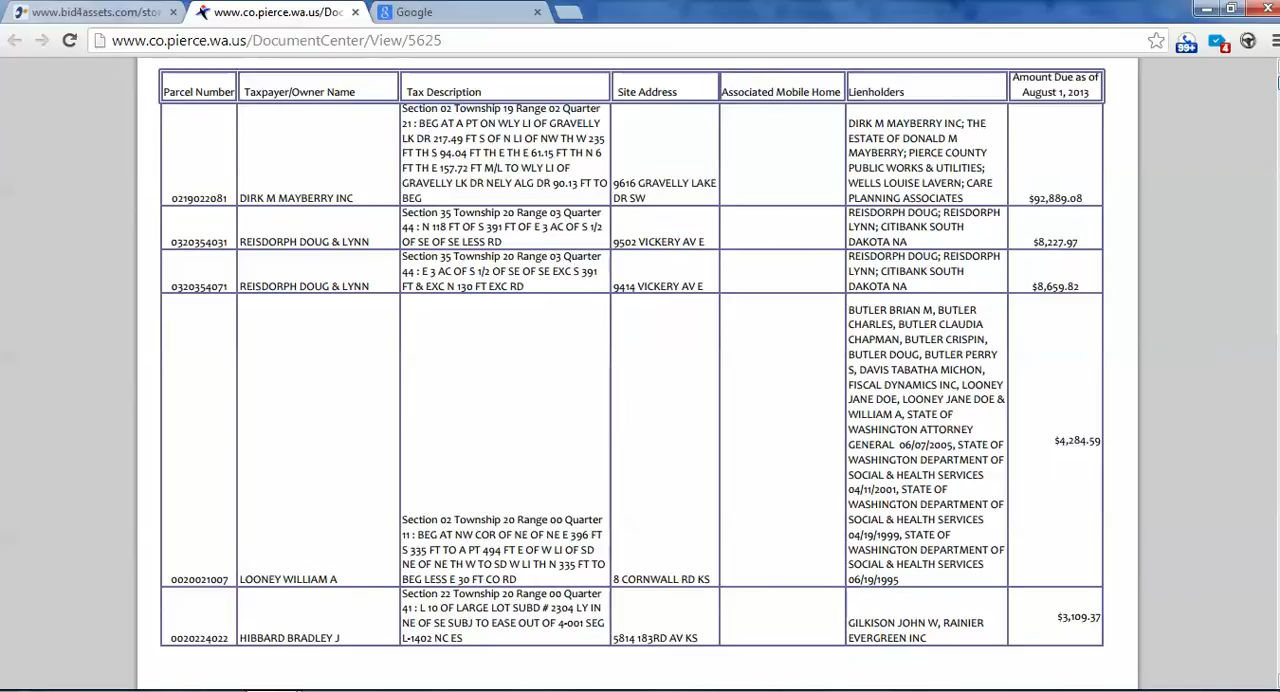 www.bid4assets.com/sto
www.co.pierce.wa.us/Doc
Google
www.co.pierce.wa.us/DocumentCenter/View/5625
99+
4
Parcel Number Taxpayer/Owner Name Tax Description Site Address Associated Mobile Home Lienholders Amount Due as of
August 1, 2013
Section 02 Township 19 Range 02 Quarter
21 : BEG AT A PT ON WLY LI OF GRAVELLY
LK DR 217.49 FT S OF N LI OF NW TH W 235
FT TH S 94.04 FT TH E TH E 61.15 FT TH N 6
FT TH E 157.72 FT M/L TO WLY LI OF
GRAVELLY LK DR NELY ALG DR 90.13 FT TO
BEG
0219022081 DIRK M MAYBERRY INC
9616 GRAVELLY LAKE
DR SW
DIRK M MAYBERRY INC; THE
ESTATE OF DONALD M
MAYBERRY; PIERCE COUNTY
PUBLIC WORKS & UTILITIES;
WELLS LOUISE LAVERN; CARE
PLANNING ASSOCIATES
$92,889.08
0320354031 REISDORPH DOUG & LYNN
Section 35 Township 20 Range 03 Quarter
44 : N 118 FT OF S 391 FT OF E 3 AC OF S 1/2
OF SE OF SE LESS RD
9502 VICKERY AV E
REISDORPH DOUG; REISDORPH
LYNN; CITIBANK SOUTH
DAKOTA NA
$8,227.97
0320354071 REISDORPH DOUG & LYNN
Section 35 Township 20 Range 03 Quarter
44 : E 3 AC OF S 1/2 OF SE OF SE EXC S 391
FT & EXC N 130 FT EXC RD
9414 VICKERY AV E
REISDORPH DOUG; REISDORPH
LYNN; CITIBANK SOUTH
DAKOTA NA
$8,659.82
0020021007 LOONEY WILLIAM A
Section 02 Township 20 Range 00 Quarter
11 : BEG AT NW COR OF NE OF NE E 396 FT
S 335 FT TO A PT 494 FT E OF W LI OF SD
NE OF NE TH W TO SD W LI TH N 335 FT TO
BEG LESS E 30 FT CO RD
8 CORNWALL RD KS
BUTLER BRIAN M, BUTLER
CHARLES, BUTLER CLAUDIA
CHAPMAN, BUTLER CRISPIN,
BUTLER DOUG, BUTLER PERRY
S, DAVIS TABATHA MICHON,
FISCAL DYNAMICS INC, LOONEY
JANE DOE, LOONEY JANE DOE &
WILLIAM A, STATE OF
WASHINGTON ATTORNEY
GENERAL 06/07/2005, STATE OF
WASHINGTON DEPARTMENT OF
SOCIAL & HEALTH SERVICES
04/11/2001, STATE OF
WASHINGTON DEPARTMENT OF
SOCIAL & HEALTH SERVICES
04/19/1999, STATE OF
WASHINGTON DEPARTMENT OF
SOCIAL & HEALTH SERVICES
06/19/1995
$4,284.59
0020224022 HIBBARD BRADLEY J
Section 22 Township 20 Range 00 Quarter
41 : L 10 OF LARGE LOT SUBD # 2304 LY IN
NE OF SE SUBJ TO EASE OUT OF 4-001 SEG
L-1402 NC ES
5814 183RD AV KS
GILKISON JOHN W, RAINIER
EVERGREEN INC
$3,109.37